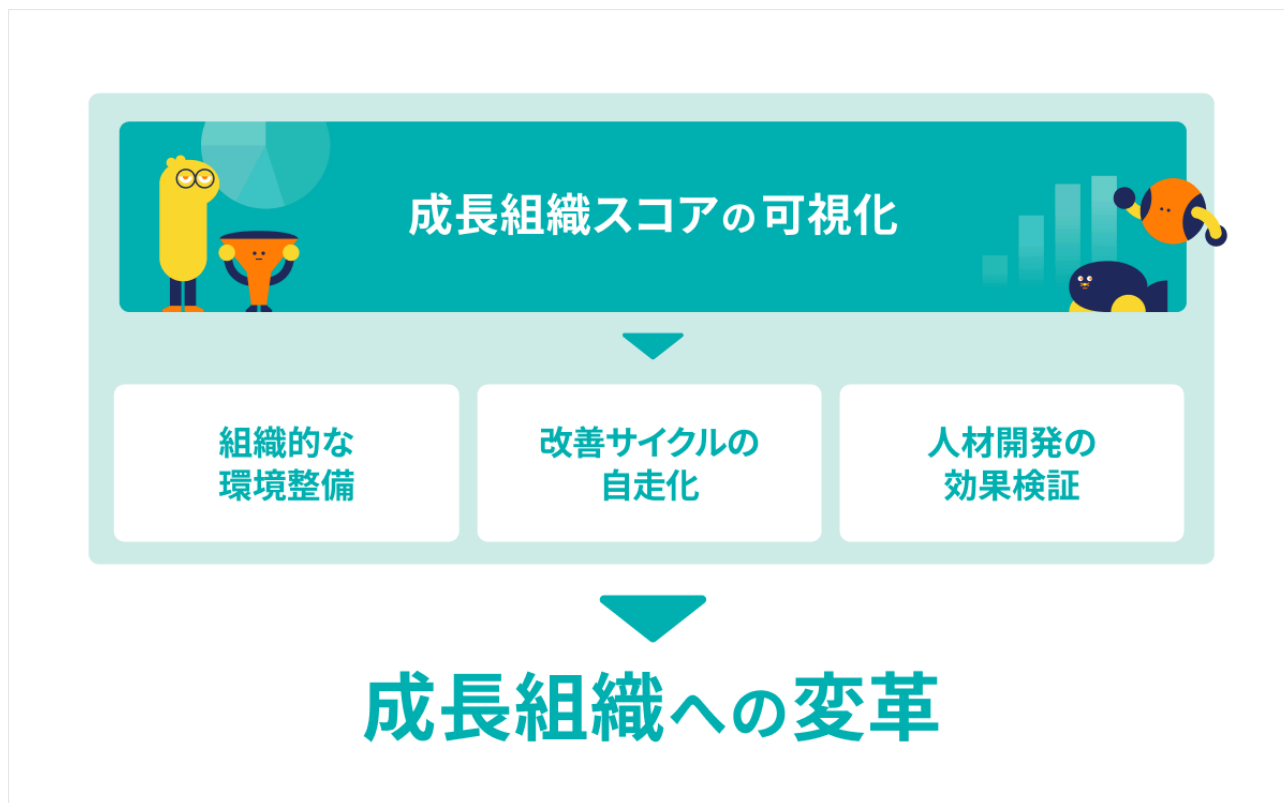 成長組織スコアの可視化
組織的な
環境整備
改善サイクルの
自走化
人材開発の
効果検証
成長組織への変革